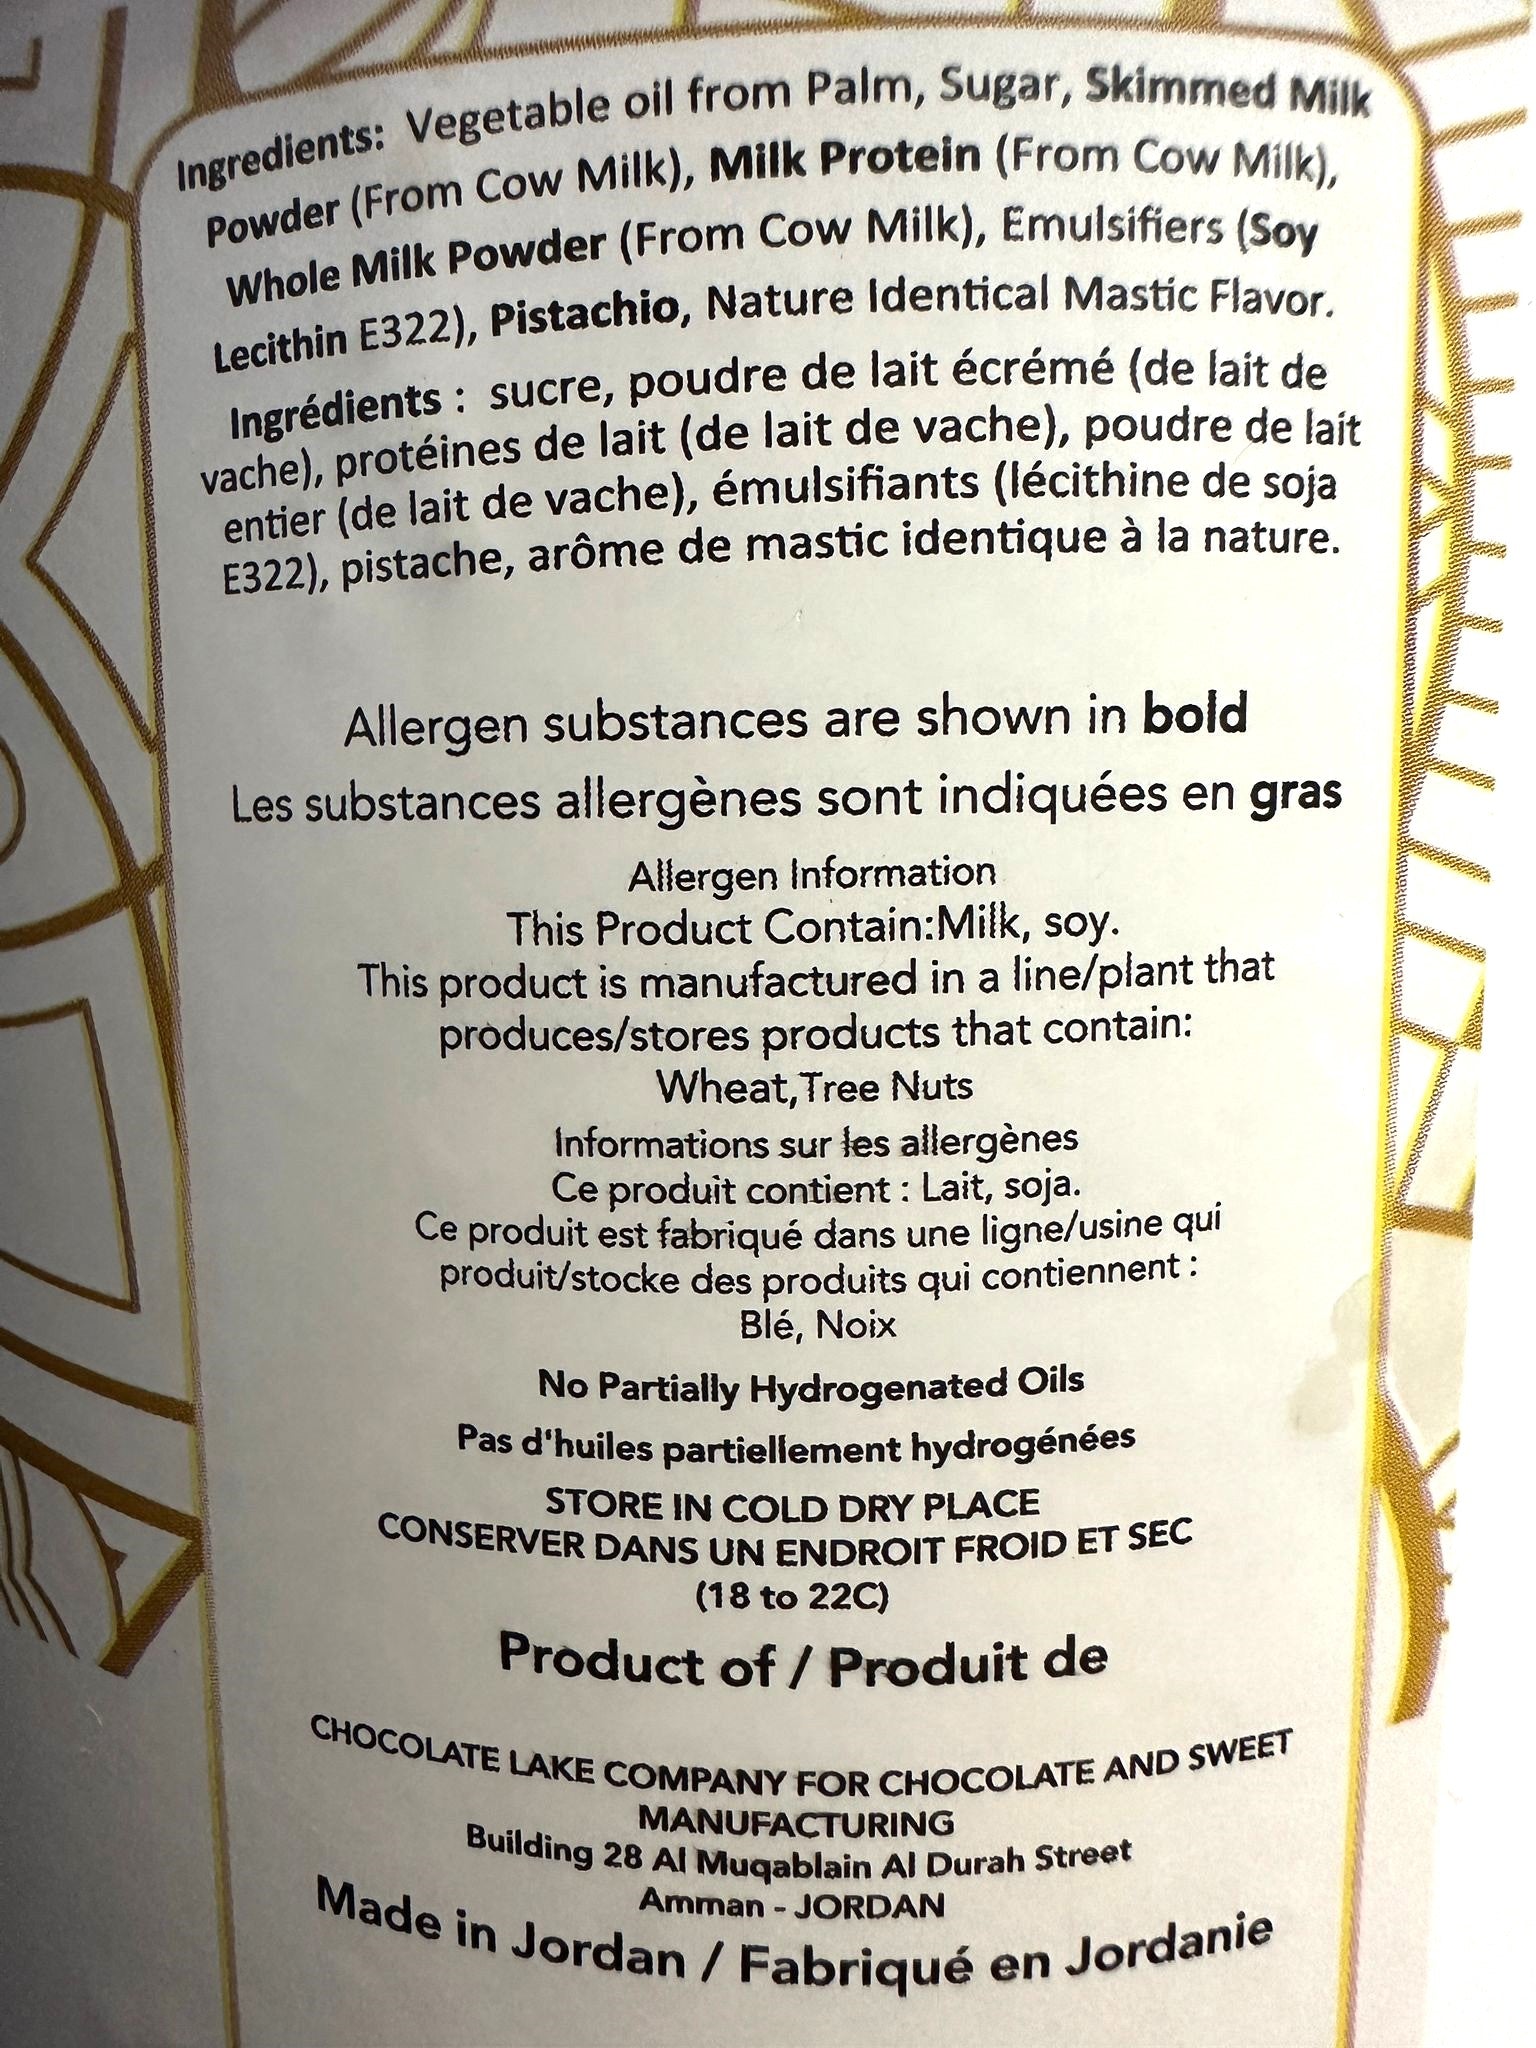 Ingredients: Vegetable oil from Palm, Sugar, Skimmed Milk
Powder (From Cow Milk), Milk Protein (From Cow Milk),
Whole Milk Powder (From Cow Milk), Emulsifiers (Soy
Lecithin E322), Pistachio, Nature Identical Mastic Flavor.
Ingrédients : sucre, poudre de lait écrémé (de lait de
vache), protéines de lait (de lait de vache), poudre de lait
entier (de lait de vache), émulsifiants (lécithine de soja
E322), pistache, arôme de mastic identique à la nature.
Allergen substances are shown in bold
Les substances allergènes sont indiquées en gras
Allergen Information
This Product Contain:Milk, soy.
This product is manufactured in a line/plant that
produces/stores products that contain:
Wheat,Tree Nuts
Informations sur les allergènes
Ce produit contient : Lait, soja.
Ce produit est fabriqué dans une ligne/usine qui
produit/stocke des produits qui contiennent :
Blé, Noix
No Partially Hydrogenated Oils
Pas d'huiles partiellement hydrogénées
STORE IN COLD DRY PLACE
CONSERVER DANS UN ENDROIT FROID ET SEC
(18 to 22C)
Product of / Produit de
CHOCOLATE LAKE COMPANY FOR CHOCOLATE AND SWEET
MANUFACTURING
Building 28 Al Muqablain Al Durah Street
Amman - JORDAN
Made in Jordan / Fabriqué en Jordanie